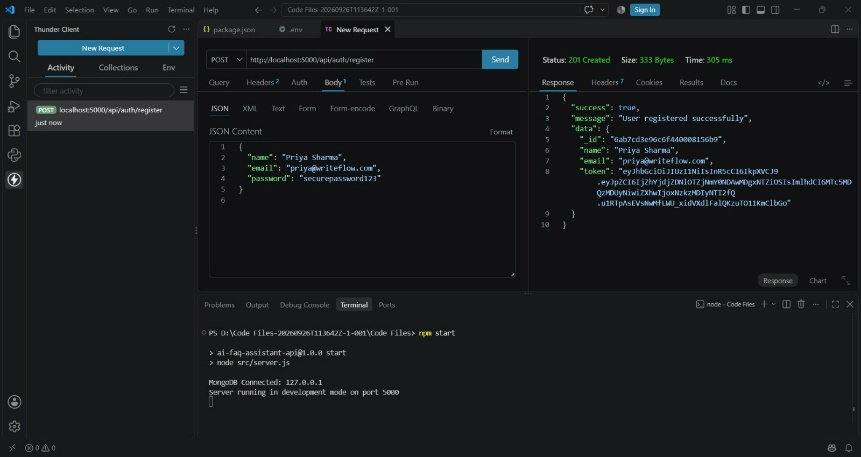 File Edit Selection View Go Run Terminal Help
Code Files 20260926T113642Z-1-001
Sign In
Thunder Client
New Request
Activity Collections Env
filter activity
POST localhost:5000/api/auth/register
just now
package.json
.env
TC New Request
POST http://localhost:5000/api/auth/register Send
Query Headers 2 Auth Body 1 Tests Pre Run
JSON XML Text Form Form-encode GraphQL Binary
JSON Content Format
1 {
2 "name": "Priya Sharma",
3 "email": "priya@writeflow.com",
4 "password": "securepassword123"
5 }
6
Status: 201 Created Size: 333 Bytes Time: 305 ms
Response Headers 7 Cookies Results Docs
1 {
2 "success": true,
3 "message": "User registered successfully",
4 "data": {
5 "_id": "6ab7cd3e96c6f440008156b9",
6 "name": "Priya Sharma",
7 "email": "priya@writeflow.com",
8 "token":
9 }
10 }
Response Chart
Problems Output Debug Console Terminal Ports
node - Code Files
PS D:\Code Files-20260926T113642Z-1-001\Code Files> npm start
> ai-faq-assistant-api@1.0.0 start
> node src/server.js
MongoDB Connected: 127.0.0.1
Server running in development mode on port 5000
0 0